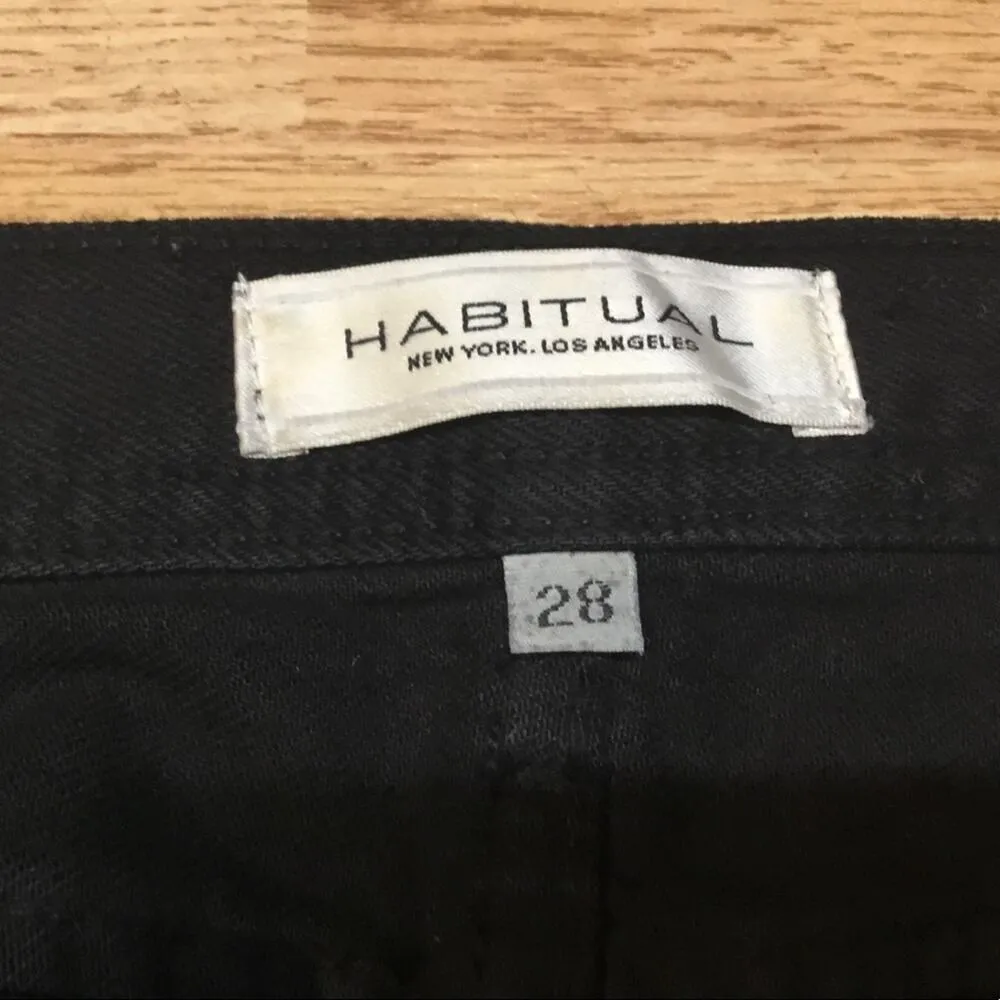 HABITUAL
NEW YORK. LOS ANGELES
28